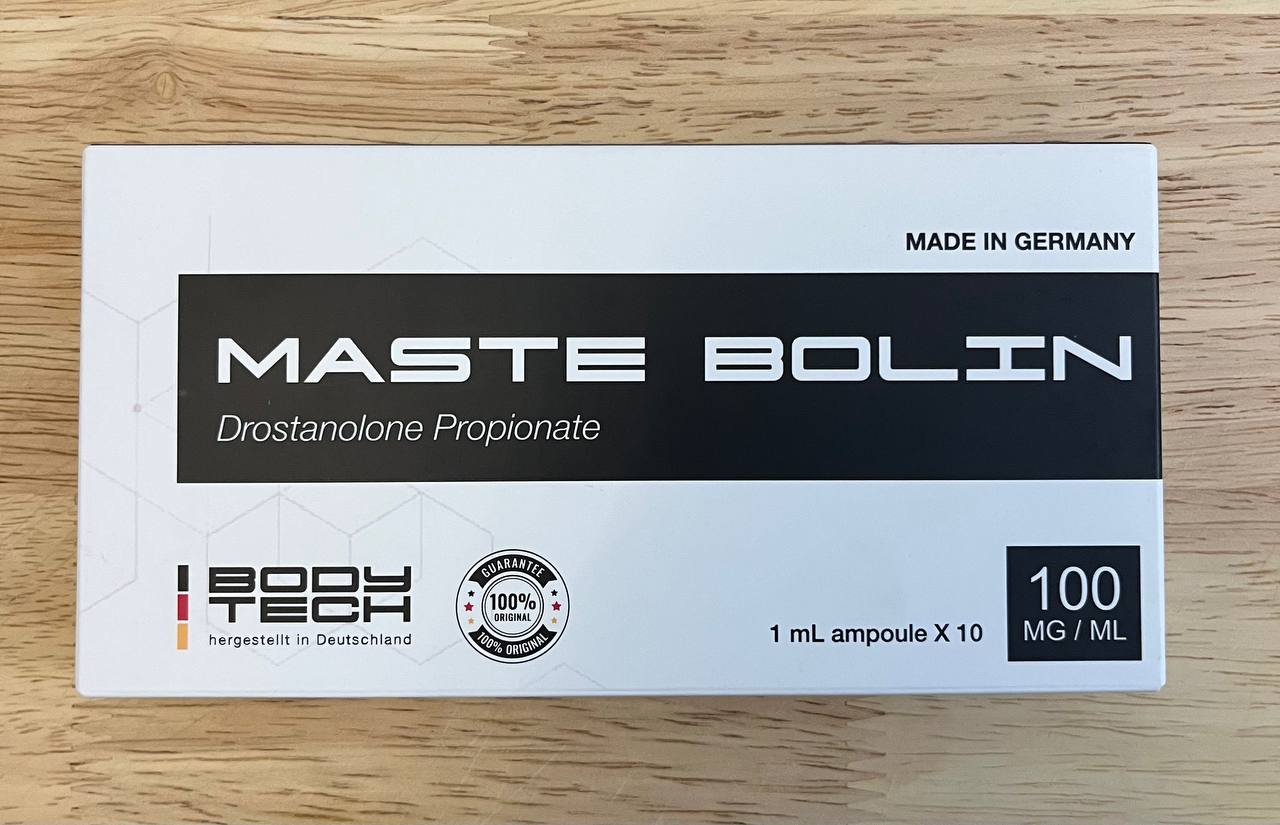 MADE IN GERMANY
MASTE BOLIN
Drostanolone Propionate
BODY
TECH
hergestellt in Deutschland
GUARANTEE
100%
ORIGINAL
100% ORIGINAL
1 mL ampoule X 10
100
MG / ML